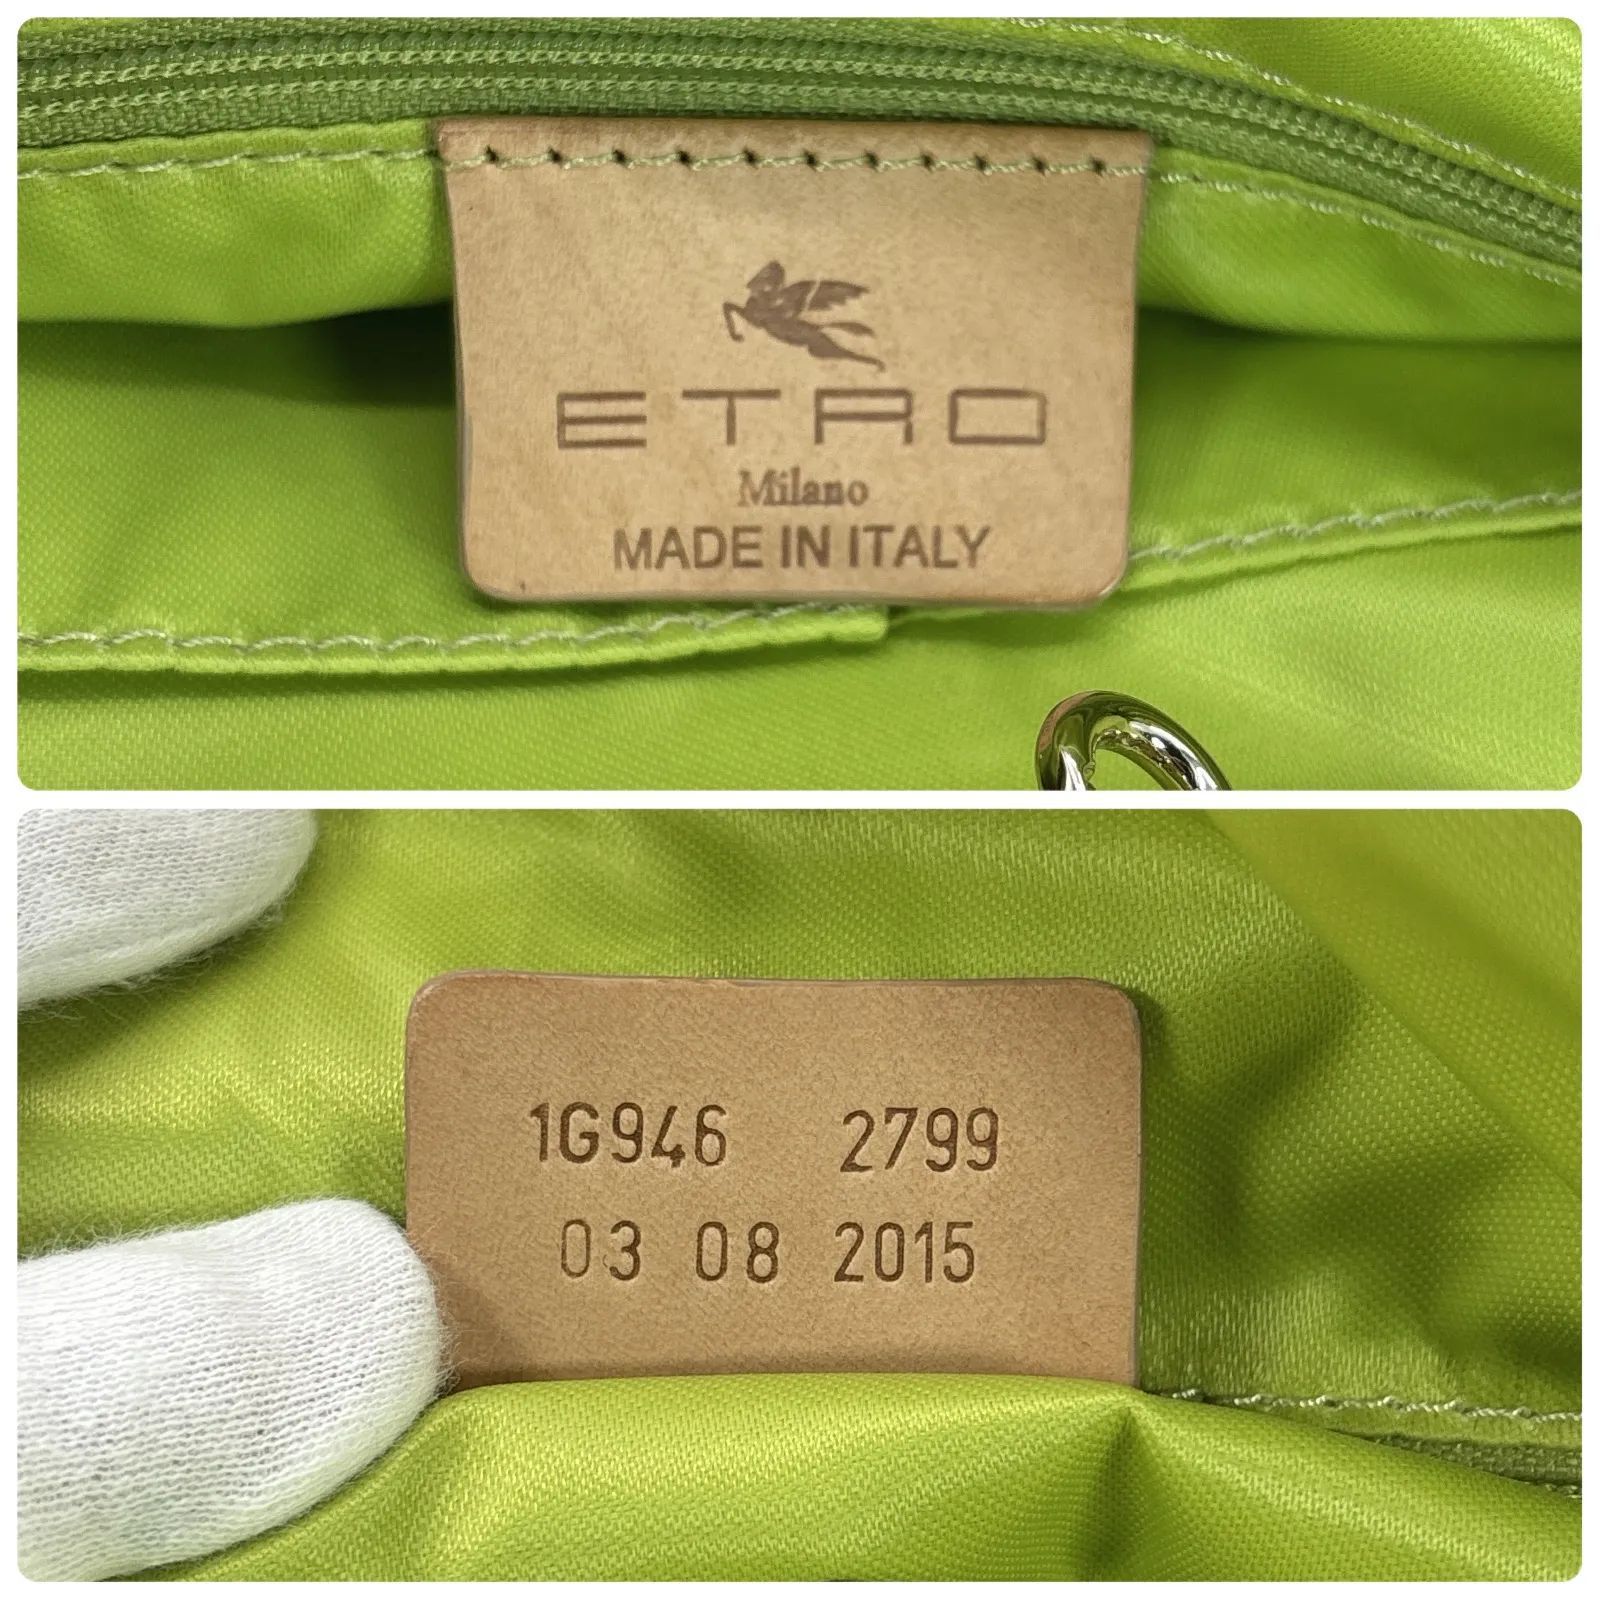 ETRO
Milano
MADE IN ITALY
1G946 2799
03 08 2015